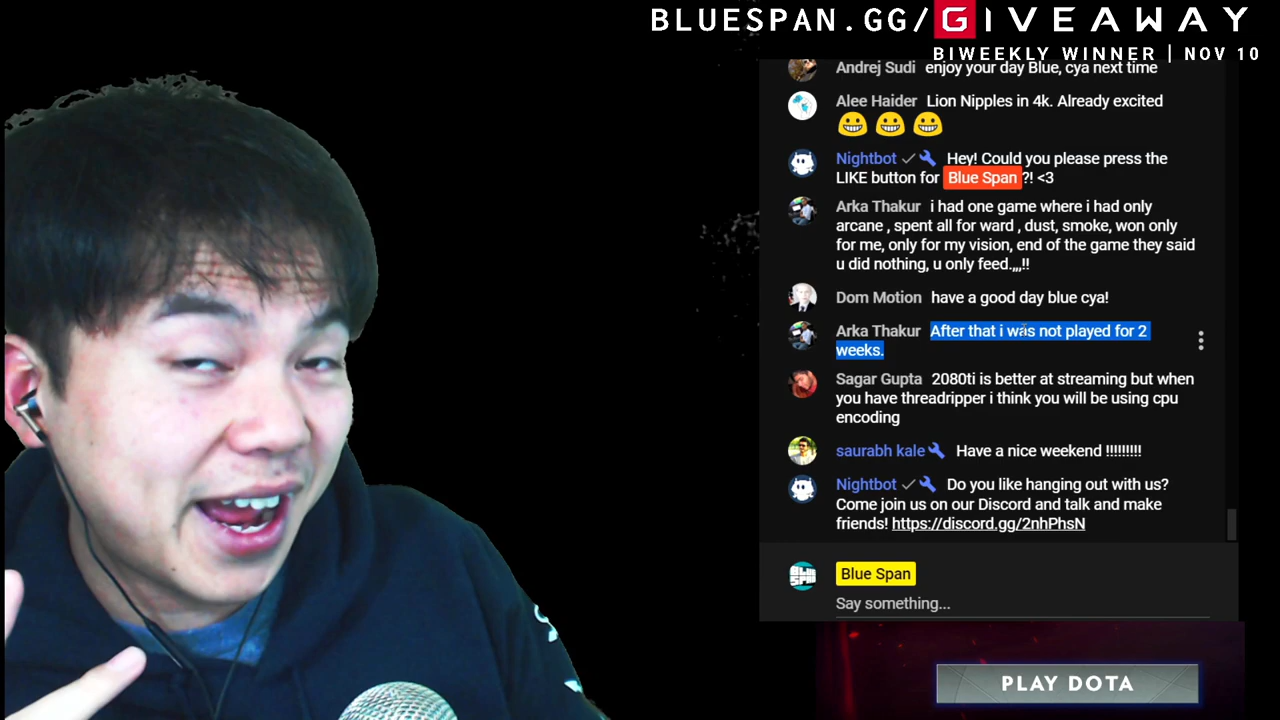 BLUESPAN.GG/GIVEAWAY
BIWEEKLY WINNER | NOV 10
Andrej Sudi enjoy your day Blue, cya next time
Alee Haider Lion Nipples in 4k. Already excited
Nightbot Hey! Could you please press the
LIKE button for Blue Span ?! <3
Arka Thakur i had one game where i had only
arcane , spent all for ward , dust, smoke, won only
for me, only for my vision, end of the game they said
u did nothing, u only feed.,,,!!
Dom Motion have a good day blue cya!
Arka Thakur After that i was not played for 2
weeks.
Sagar Gupta 2080ti is better at streaming but when
you have threadripper i think you will be using cpu
encoding
saurabh kale Have a nice weekend !!!!!!!!!
Nightbot Do you like hanging out with us?
Come join us on our Discord and talk and make
friends! https://discord.gg/2nhPhsN
Blue Span
Say something...
PLAY DOTA